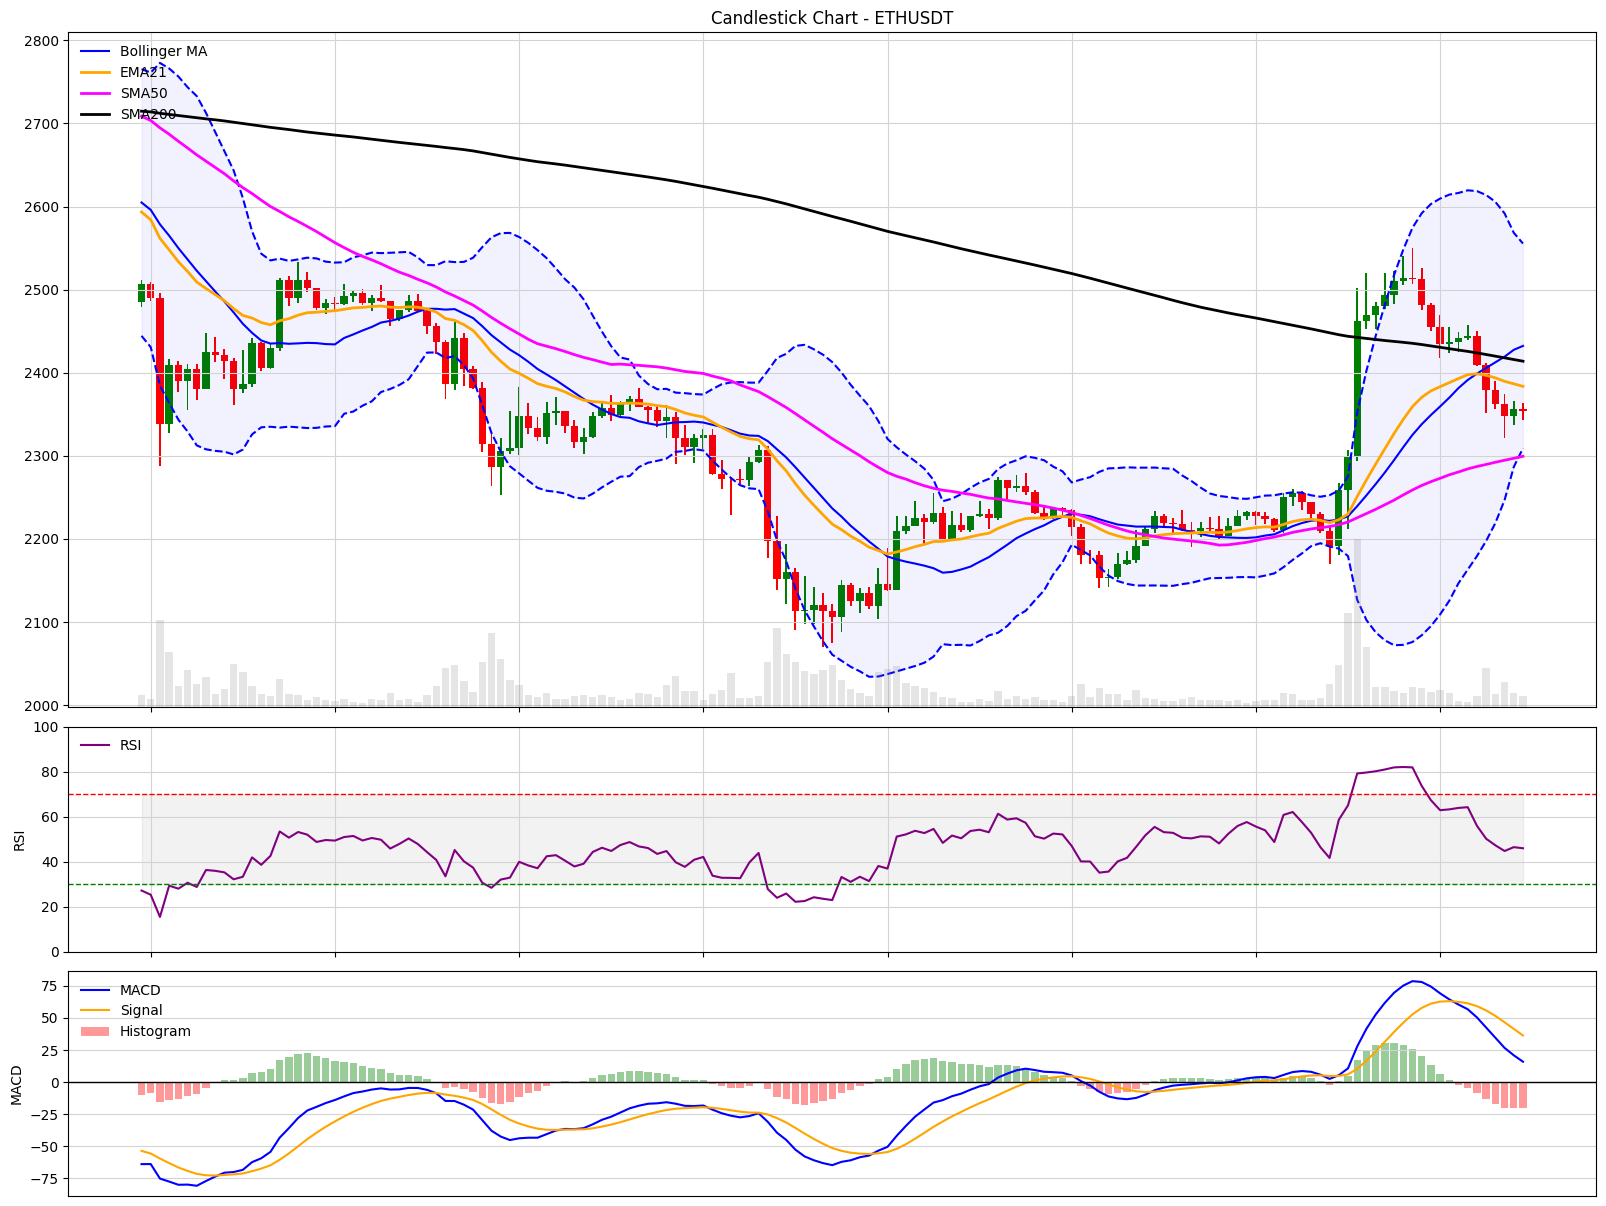 Candlestick Chart - ETHUSDT
2800
2700
2600
2500
2400
2300
2200
2100
2000
Bollinger MA
EMA21
SMA50
SMA200
100
80
60
40
20
0
RSI
RSI
75
50
25
0
−25
−50
−75
MACD
MACD
Signal
Histogram